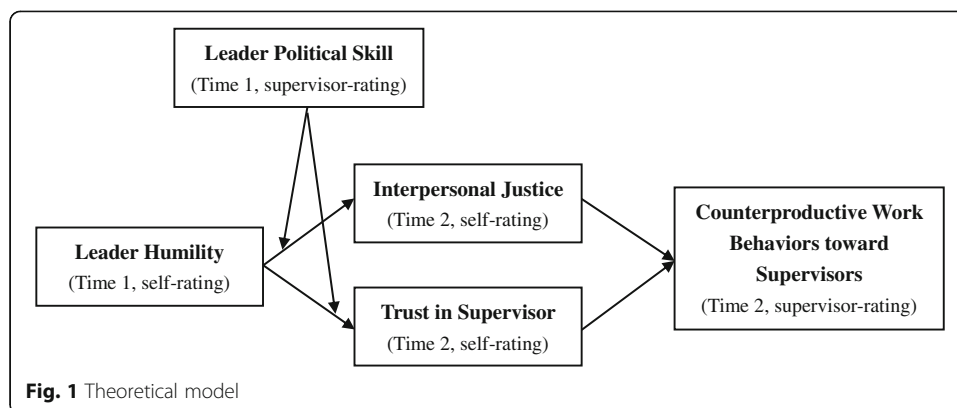 Leader Political Skill
(Time 1, supervisor-rating)
Interpersonal Justice
(Time 2, self-rating)
Counterproductive Work
Behaviors toward
Supervisors
(Time 2, supervisor-rating)
Leader Humility
(Time 1, self-rating)
Trust in Supervisor
(Time 2, self-rating)
Fig. 1 Theoretical model